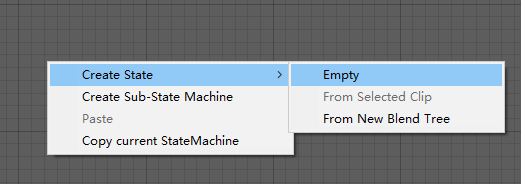 Create State
Create Sub-State Machine
Paste
Copy current StateMachine
Empty
From Selected Clip
From New Blend Tree